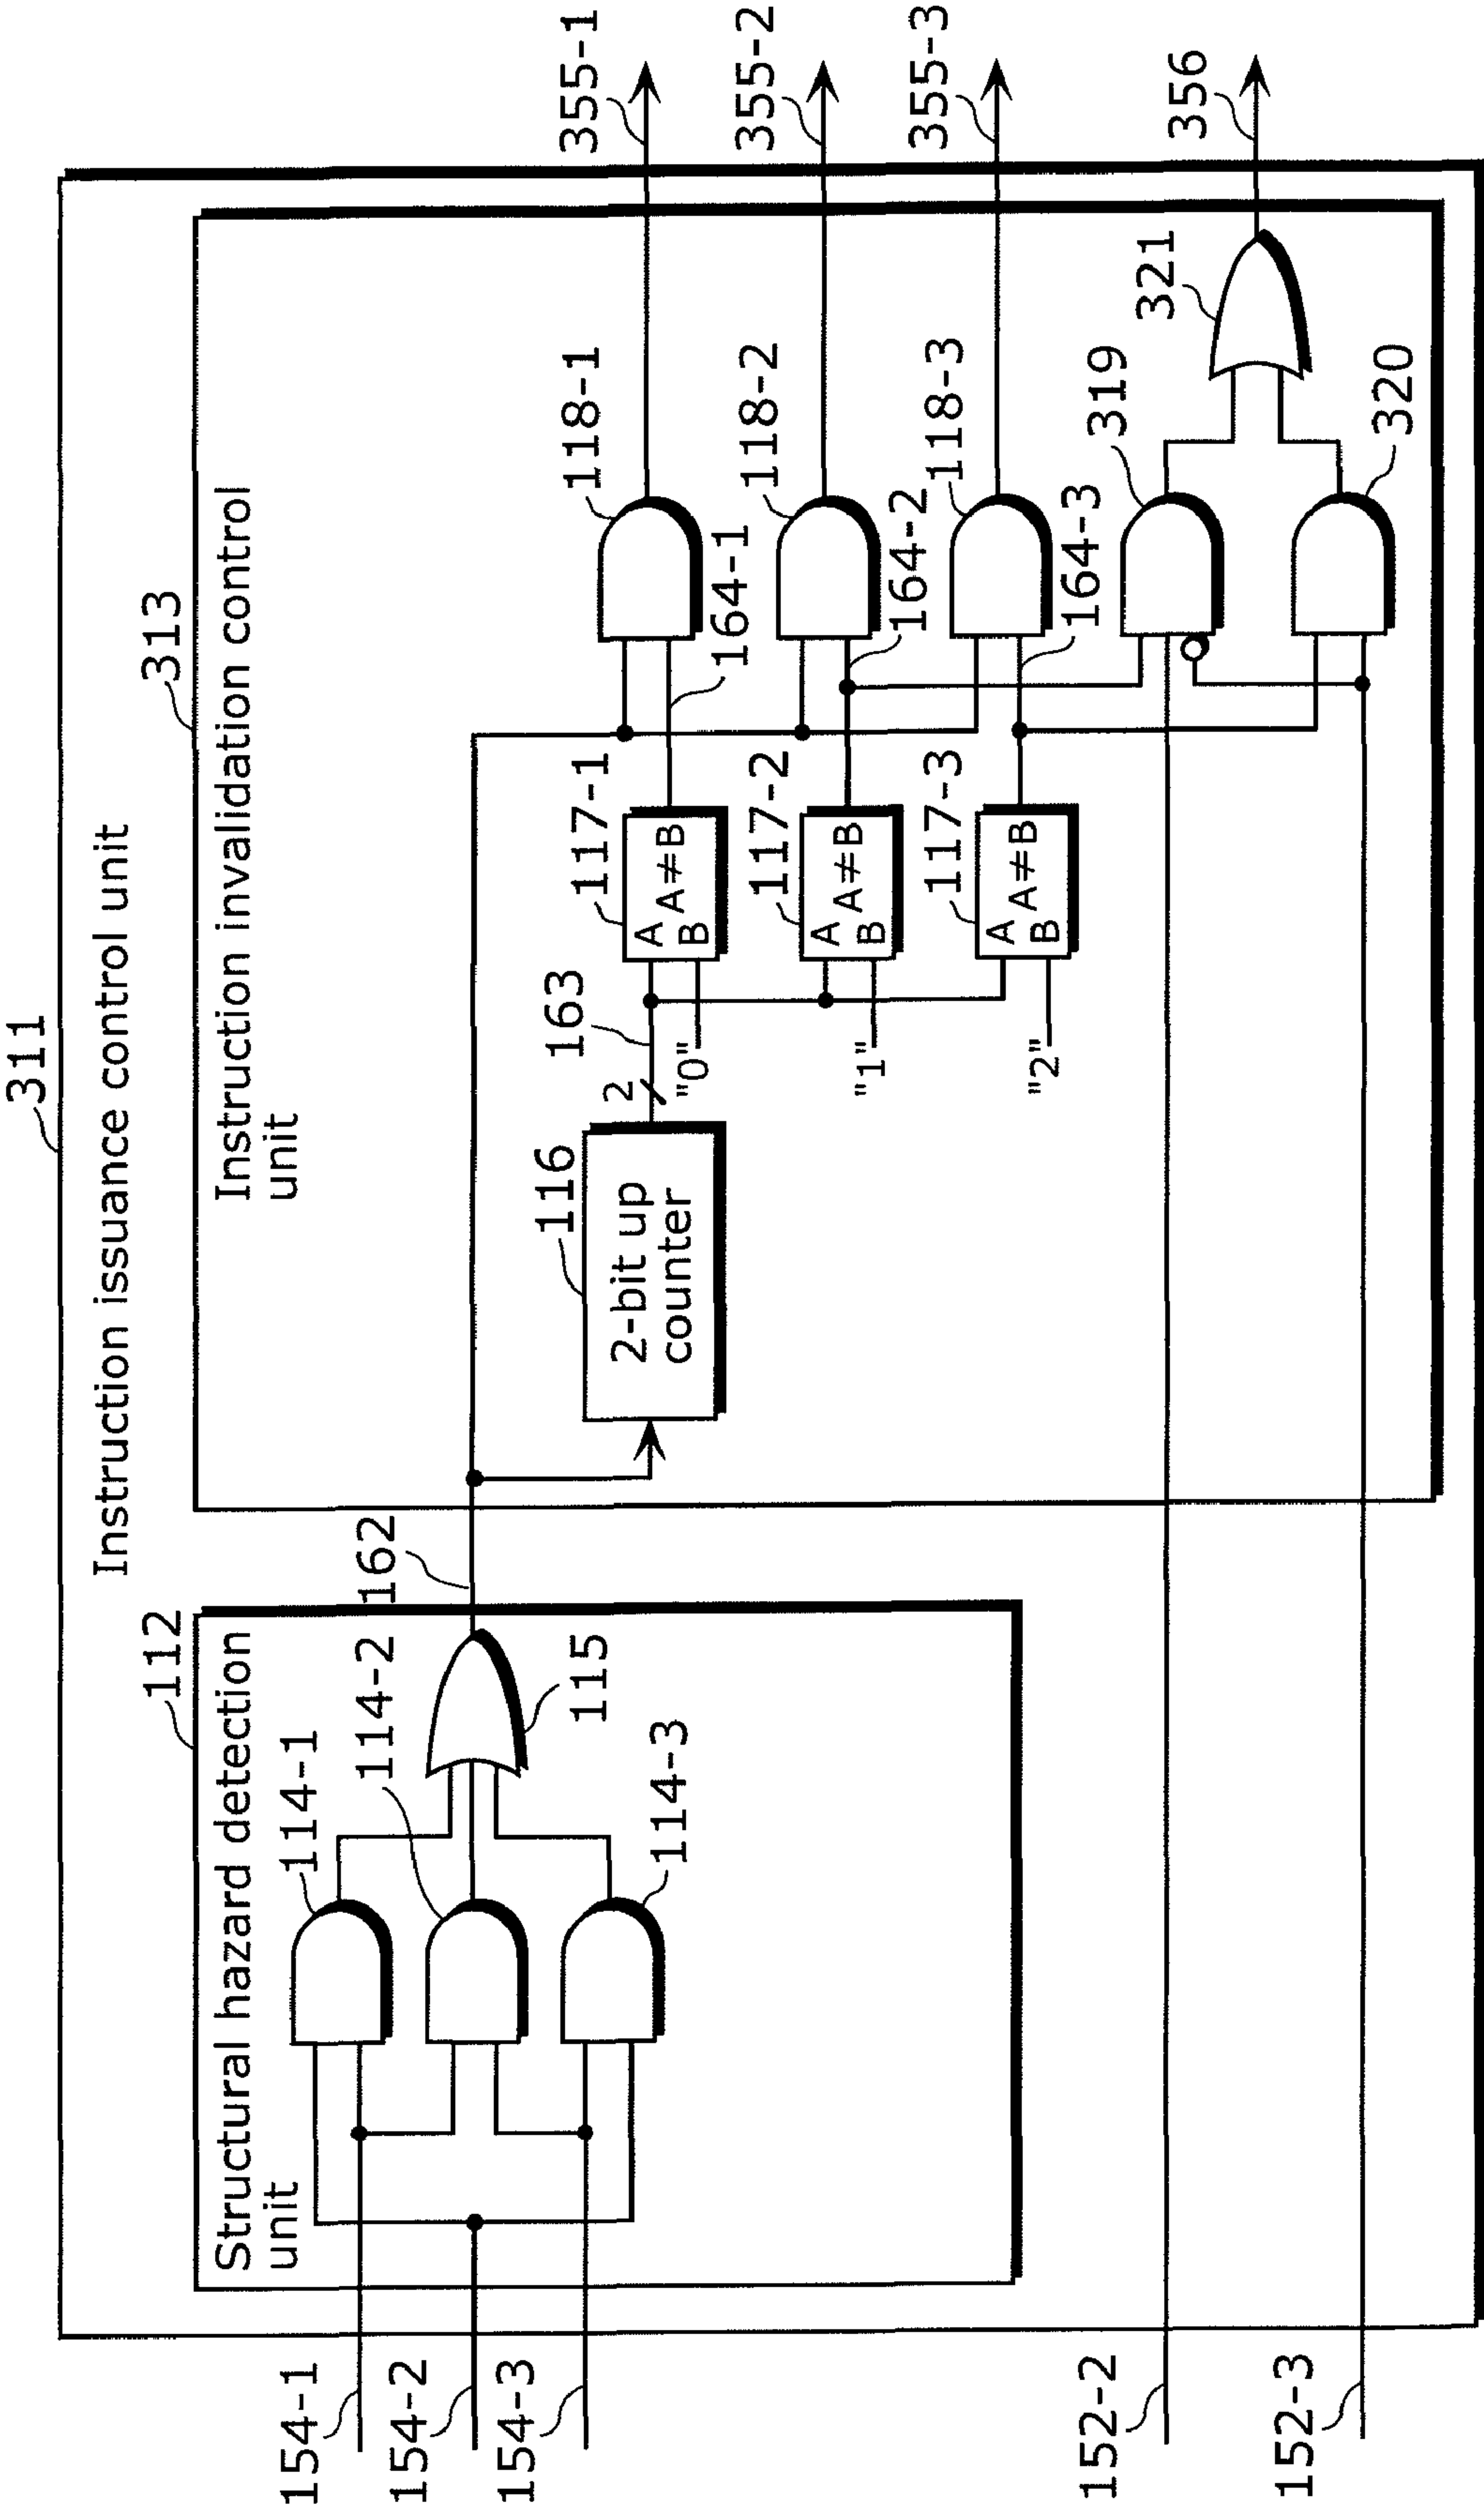 311
Instruction issuance control unit
112
Structural hazard detection
unit
114-1
114-2
114-3
115
162
154-1
154-2
154-3
152-2
152-3
313
Instruction invalidation control
unit
116
2-bit up
counter
2
163
"0"
"1"
"2"
117-1
A
B
A≠B
117-2
A
B
A≠B
117-3
A
B
A≠B
164-1
164-2
164-3
118-1
118-2
118-3
319
320
321
355-1
355-2
355-3
356